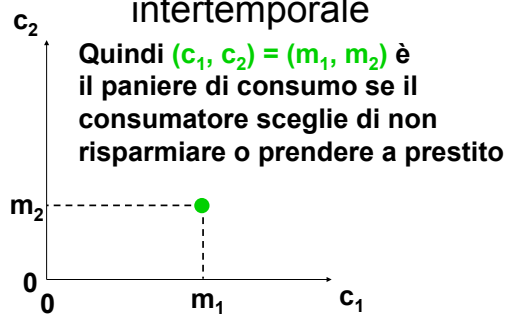 intertemporale
c₂
Quindi (c₁, c₂) = (m₁, m₂) è
il paniere di consumo se il
consumatore sceglie di non
risparmiare o prendere a prestito
m₂
0
0
m₁
c₁